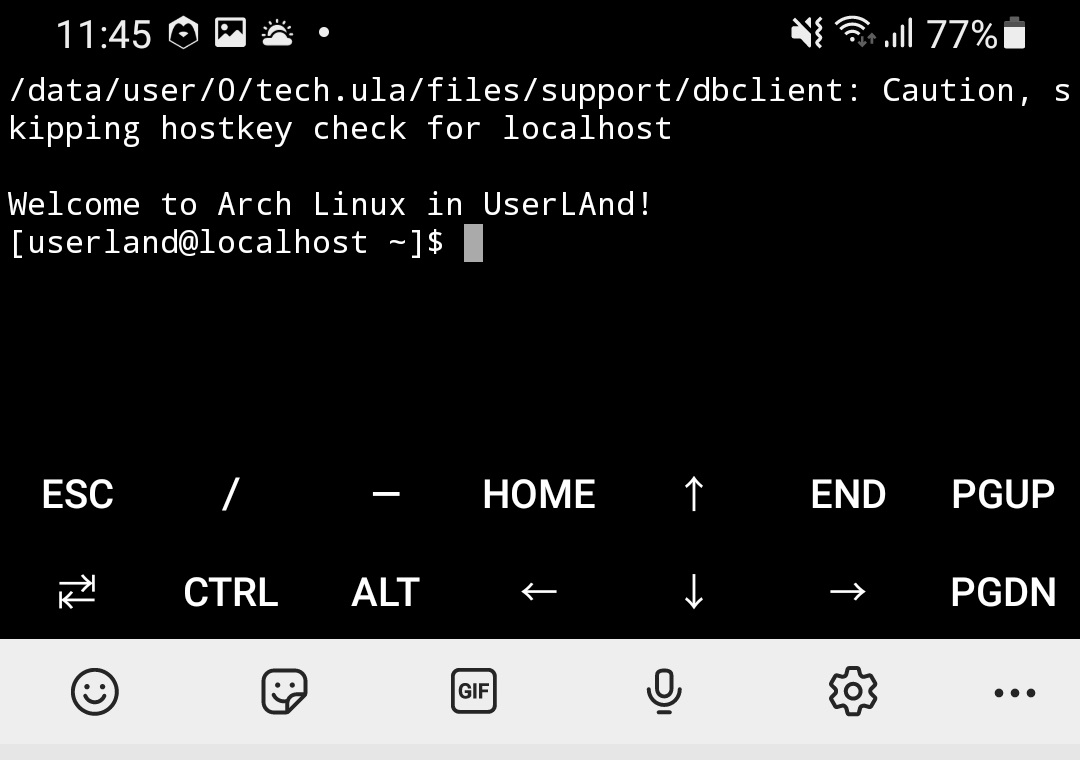 11:45 77%
/data/user/0/tech.ula/files/support/dbclient: Caution, s
kipping hostkey check for localhost
Welcome to Arch Linux in UserLAnd!
[userland@localhost ~]$
ESC / — HOME ↑ END PGUP
⇄ CTRL ALT ← ↓ → PGDN
GIF